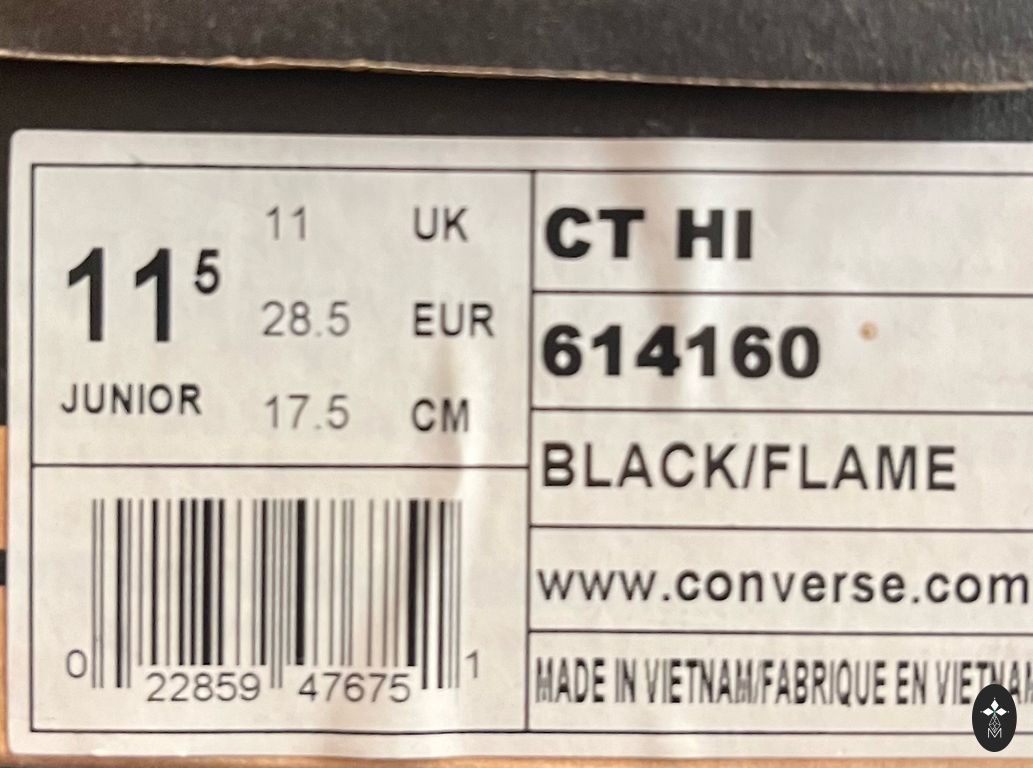 11⁵
JUNIOR
11 UK
28.5 EUR
17.5 CM
0 22859 47675 1
CT HI
614160
BLACK/FLAME
www.converse.com
MADE IN VIETNAM/FABRIQUE EN VIETNAM
M